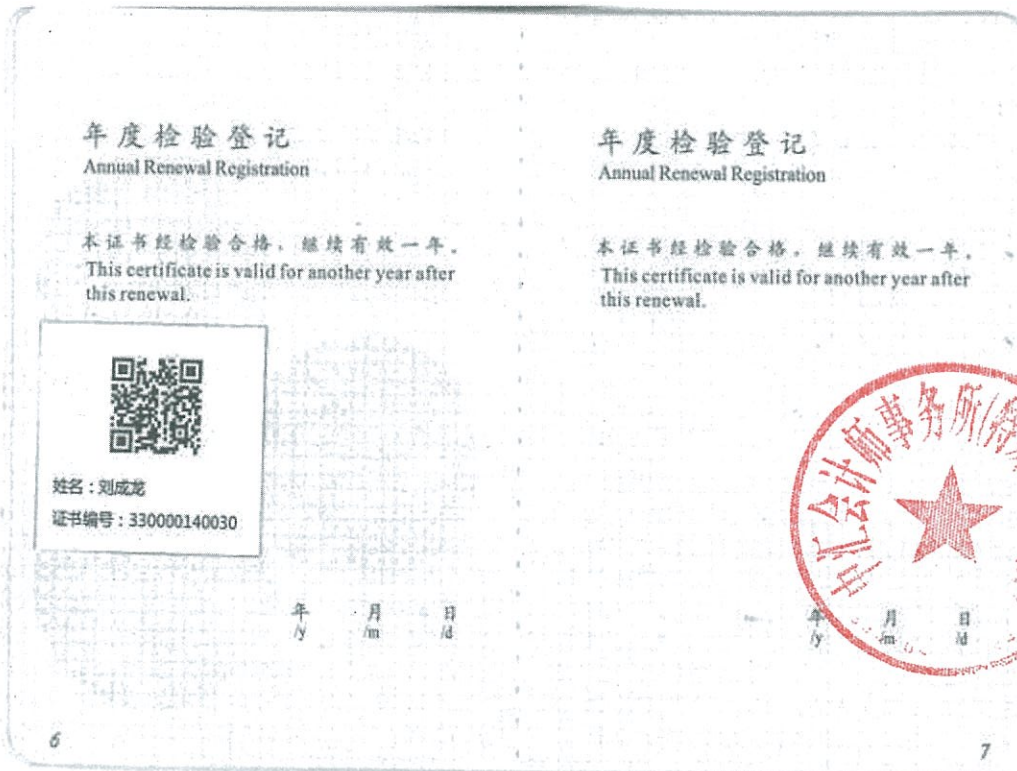 年度检验登记
Annual Renewal Registration
本证书经检验合格，继续有效一年。
This certificate is valid for another year after
this renewal.
姓名：刘成龙
证书编号：330000140030
年 月 日
/y /m /d
6
年度检验登记
Annual Renewal Registration
本证书经检验合格，继续有效一年。
This certificate is valid for another year after
this renewal.
中汇会计师事务所(特
年 月 日
/y /m /d
7